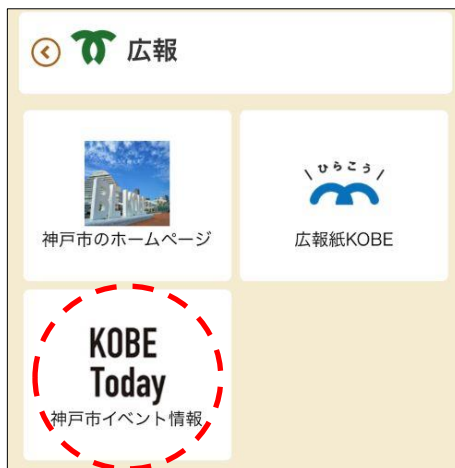 広報
神戸市のホームページ
\ひらこう/
広報紙KOBE
KOBE
Today
神戸市イベント情報